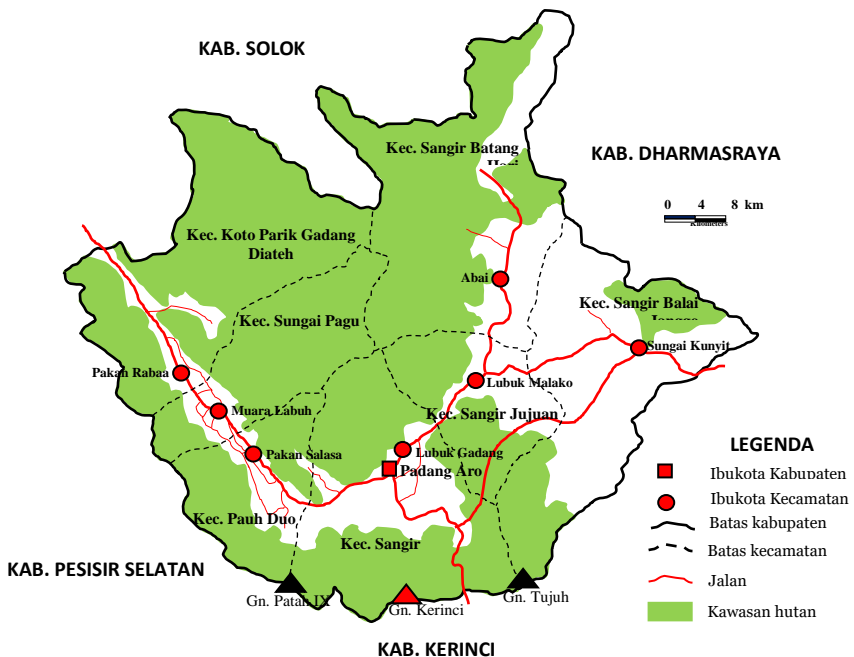 KAB. SOLOK
Kec. Sangir Batang
Hari
KAB. DHARMASRAYA
0 4 8 km
Kilometers
Kec. Koto Parik Gadang
Diateh
Abai
Kec. Sangir Balai
Janggo
Kec. Sungai Pagu
Sungai Kunyit
Pakan Rabaa
Lubuk Malako
Muara Labuh
Kec. Sangir Jujuan
LEGENDA
Pakan Salasa
Lubuk Gadang
Padang Aro
Ibukota Kabupaten
Ibukota Kecamatan
Kec. Pauh Duo
Batas kabupaten
Kec. Sangir
Batas kecamatan
KAB. PESISIR SELATAN
Jalan
Gn. Patah IX
Gn. Kerinci
Gn. Tujuh
Kawasan hutan
KAB. KERINCI